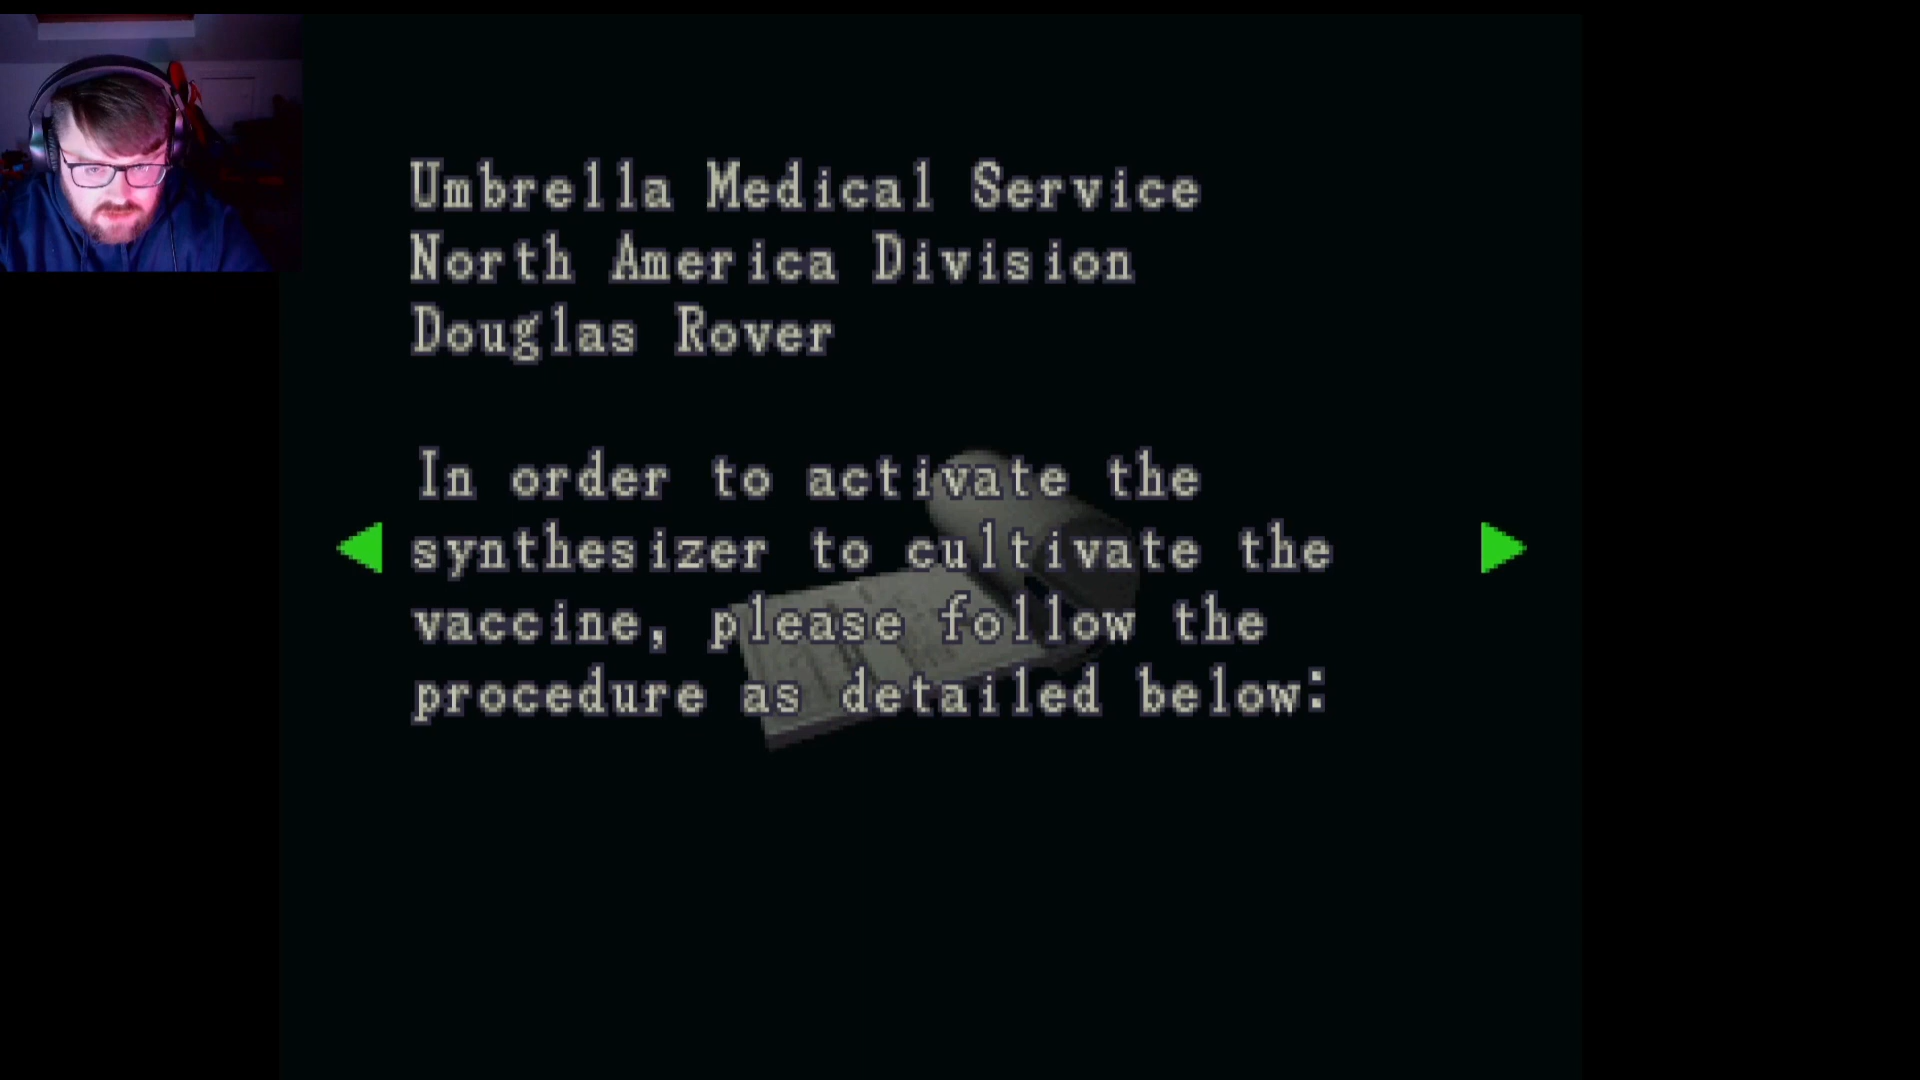 Umbrella Medical Service
North America Division
Douglas Rover
In order to activate the
synthesizer to cultivate the
vaccine, please follow the
procedure as detailed below: